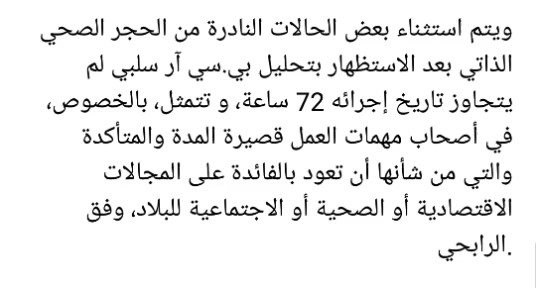 ويتم استثناء بعض الحالات النادرة من الحجر الصحي
الذاتي بعد الاستظهار بتحليل بي.سي آر سلبي لم
يتجاوز تاريخ إجرائه 72 ساعة، و تتمثل، بالخصوص،
في أصحاب مهمات العمل قصيرة المدة والمتأكدة
والتي من شأنها أن تعود بالفائدة على المجالات
الاقتصادية أو الصحية أو الاجتماعية للبلاد، وفق
.الرابحي